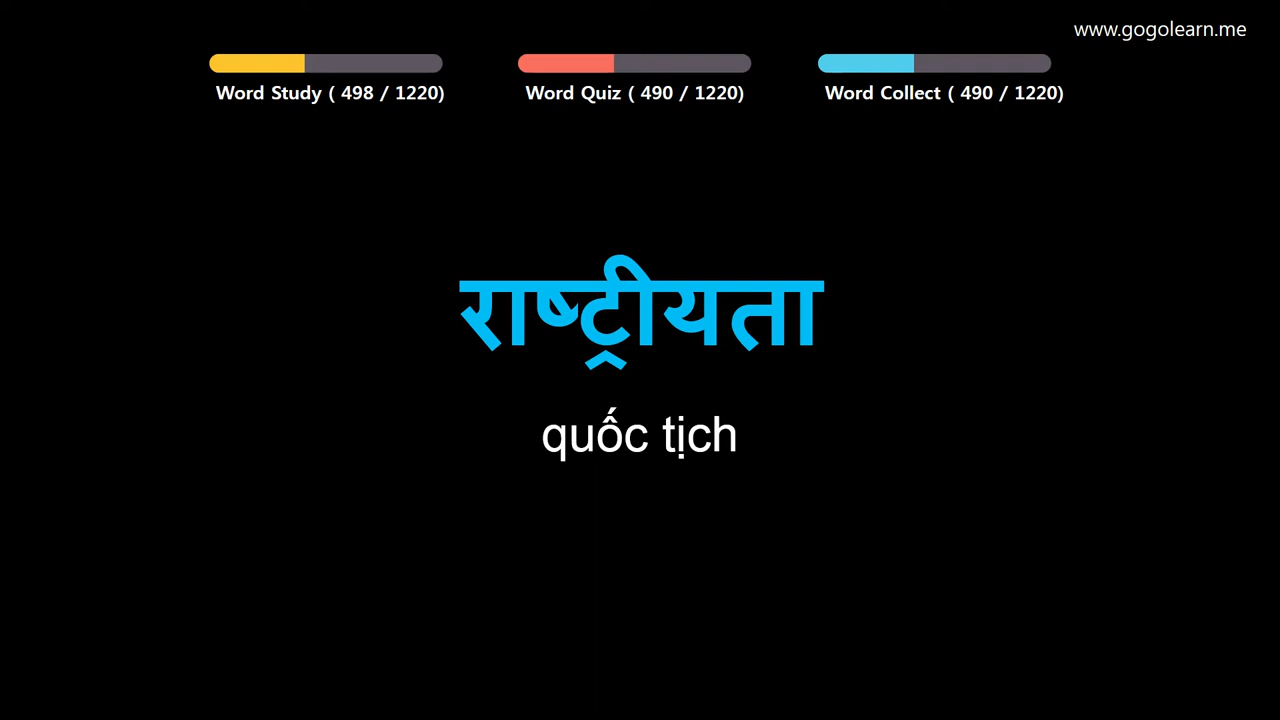 www.gogolearn.me
Word Study ( 498 / 1220)
Word Quiz ( 490 / 1220)
Word Collect ( 490 / 1220)
राष्ट्रीयता
quốc tịch